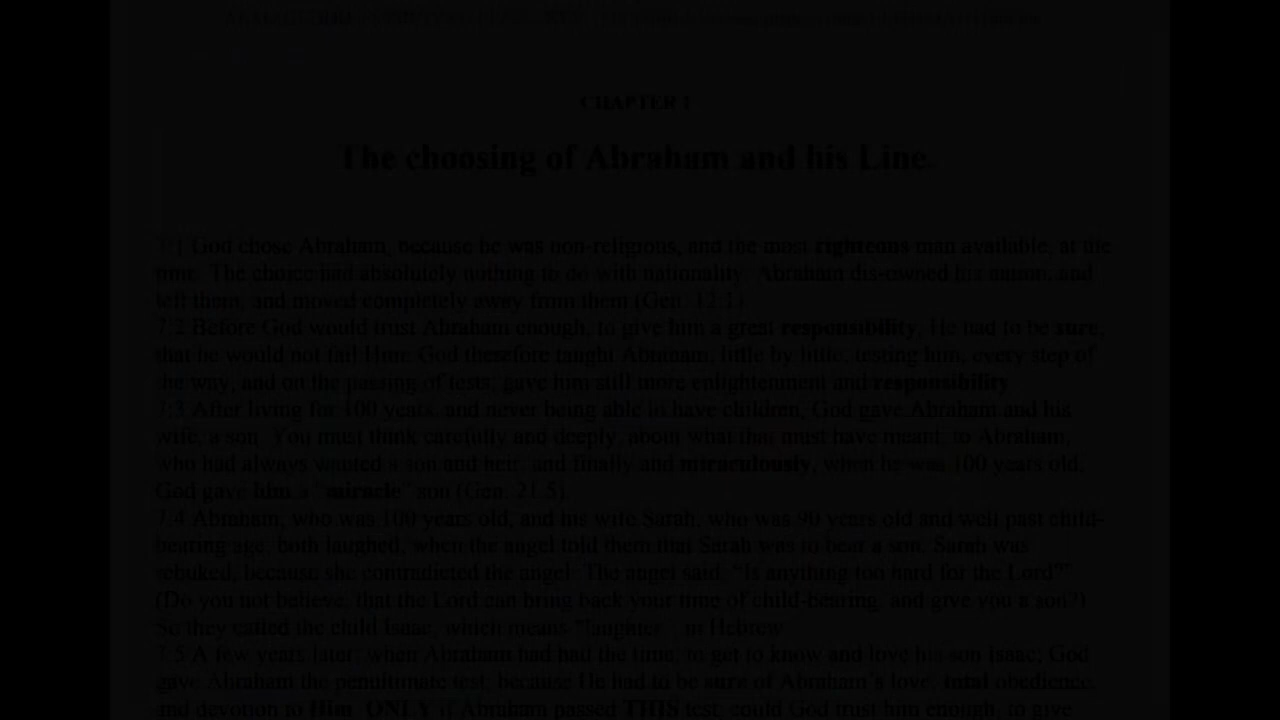 CHAPTER 7
The choosing of Abraham and his Line.
7:1 God chose Abraham, because he was non-religious, and the most righteous man available, at the
time. The choice had absolutely nothing to do with nationality; Abraham dis-owned his nation, and
left them, and moved completely away from them (Gen. 12:1).
7:2 Before God would trust Abraham enough, to give him a great responsibility, He had to be sure,
that he would not fail Him. God therefore taught Abraham, little by little, testing him, every step of
the way, and on the passing of tests, gave him still more enlightenment and responsibility.
7:3 After living for 100 years, and never being able to have children, God gave Abraham and his
wife, a son. You must think carefully and deeply, about what that must have meant, to Abraham,
who had always wanted a son and heir, and finally and miraculously, when he was 100 years old,
God gave him a "miracle" son (Gen. 21:5).
7:4 Abraham, who was 100 years old, and his wife Sarah, who was 90 years old and well past child-
bearing age, both laughed, when the angel told them that Sarah was to bear a son. Sarah was
rebuked, because she contradicted the angel. The angel said, "Is anything too hard for the Lord?"
(Do you not believe, that the Lord can bring back your time of child-bearing, and give you a son?)
So they called the child Isaac, which means "laughter" in Hebrew.
7:5 A few years later, when Abraham had had the time, to get to know and love his son Isaac; God
gave Abraham the penultimate test, because He had to be sure of Abraham's love, total obedience,
and devotion to Him. ONLY if Abraham passed THIS test, could God trust him enough, to give